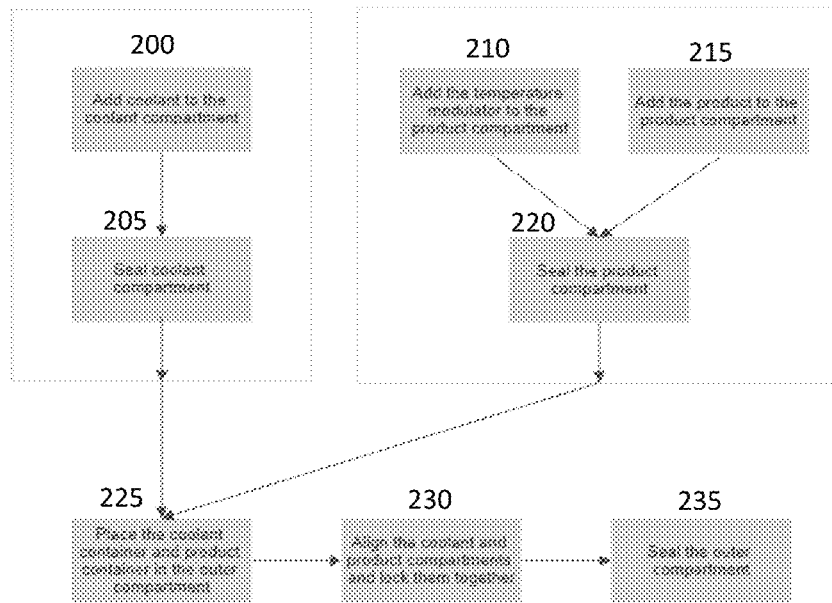 200
Add coolant to the
coolant compartment
205
Seal coolant
compartment
210
Add the temperature
modulator to the
product compartment
215
Add the product to the
product compartment
220
Seal the product
compartment
225
Place the coolant
container and product
container in the outer
compartment
230
Align the coolant and
product compartments
and lock them together
235
Seal the outer
compartment